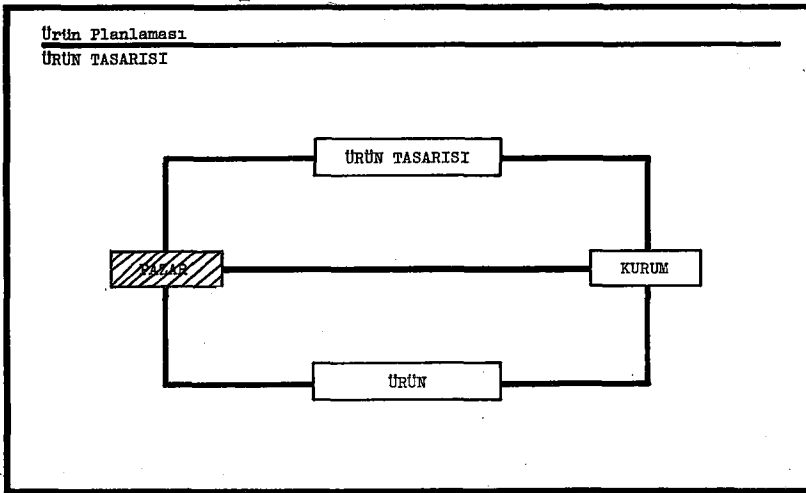 Ürün Planlaması
ÜRÜN TASARISI
ÜRÜN TASARISI
PAZAR
KURUM
ÜRÜN